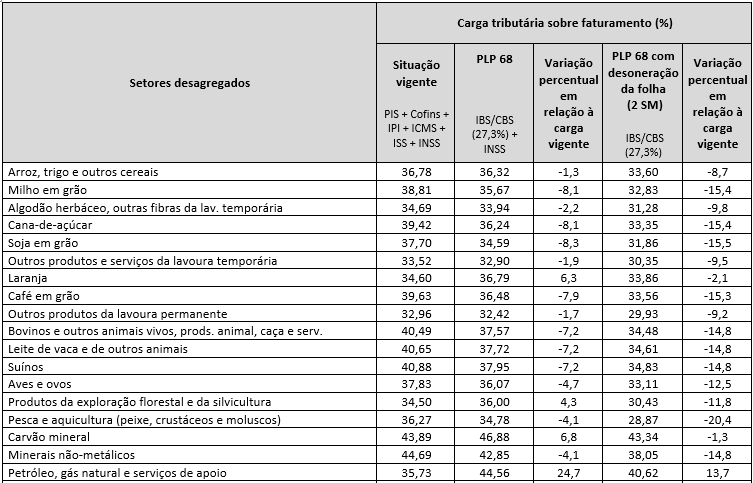 Setores desagregados
Carga tributária sobre faturamento (%)
Situação
vigente
PIS + Cofins +
IPI + ICMS +
ISS + INSS
PLP 68
IBS/CBS
(27,3%) +
INSS
Variação
percentual
em
relação à
carga
vigente
PLP 68 com
desoneração
da folha
(2 SM)
IBS/CBS
(27,3%)
Variação
percentual
em
relação à
carga
vigente
Arroz, trigo e outros cereais 36,78 36,32 -1,3 33,60 -8,7
Milho em grão 38,81 35,67 -8,1 32,83 -15,4
Algodão herbáceo, outras fibras da lav. temporária 34,69 33,94 -2,2 31,28 -9,8
Cana-de-açúcar 39,42 36,24 -8,1 33,35 -15,4
Soja em grão 37,70 34,59 -8,3 31,86 -15,5
Outros produtos e serviços da lavoura temporária 33,52 32,90 -1,9 30,35 -9,5
Laranja 34,60 36,79 6,3 33,86 -2,1
Café em grão 39,63 36,48 -7,9 33,56 -15,3
Outros produtos da lavoura permanente 32,96 32,42 -1,7 29,93 -9,2
Bovinos e outros animais vivos, prods. animal, caça e serv. 40,49 37,57 -7,2 34,48 -14,8
Leite de vaca e de outros animais 40,65 37,72 -7,2 34,61 -14,8
Suínos 40,88 37,95 -7,2 34,83 -14,8
Aves e ovos 37,83 36,07 -4,7 33,11 -12,5
Produtos da exploração florestal e da silvicultura 34,50 36,00 4,3 30,43 -11,8
Pesca e aquicultura (peixe, crustáceos e moluscos) 36,27 34,78 -4,1 28,87 -20,4
Carvão mineral 43,89 46,88 6,8 43,34 -1,3
Minerais não-metálicos 44,69 42,85 -4,1 38,05 -14,8
Petróleo, gás natural e serviços de apoio 35,73 44,56 24,7 40,62 13,7